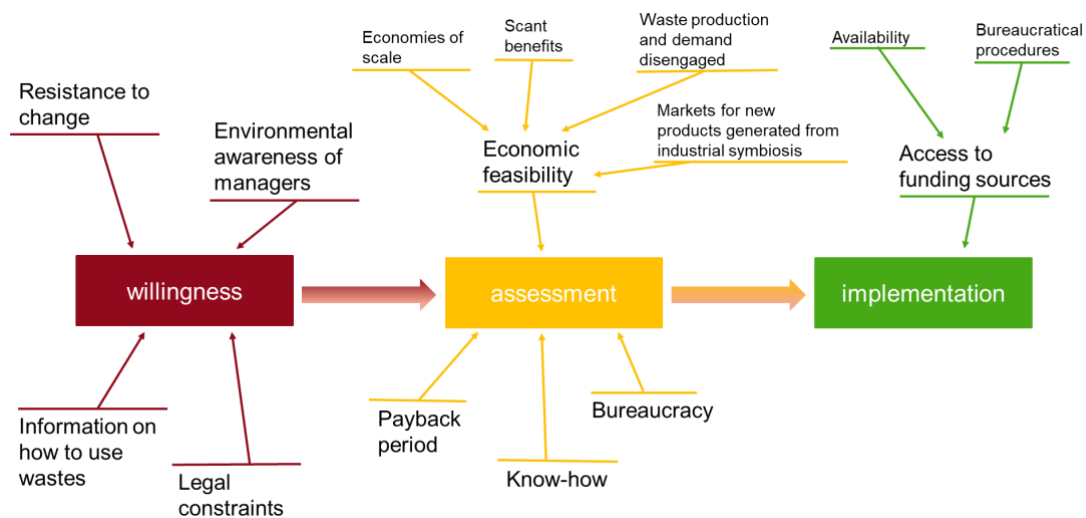 Economies of
scale
Scant
benefits
Waste production
and demand
disengaged
Availability
Bureaucratical
procedures
Resistance to
change
Environmental
awareness of
managers
Markets for new
products generated from
industrial symbiosis
Economic
feasibility
Access to
funding sources
willingness
assessment
implementation
Information on
how to use
wastes
Legal
constraints
Payback
period
Know-how
Bureaucracy